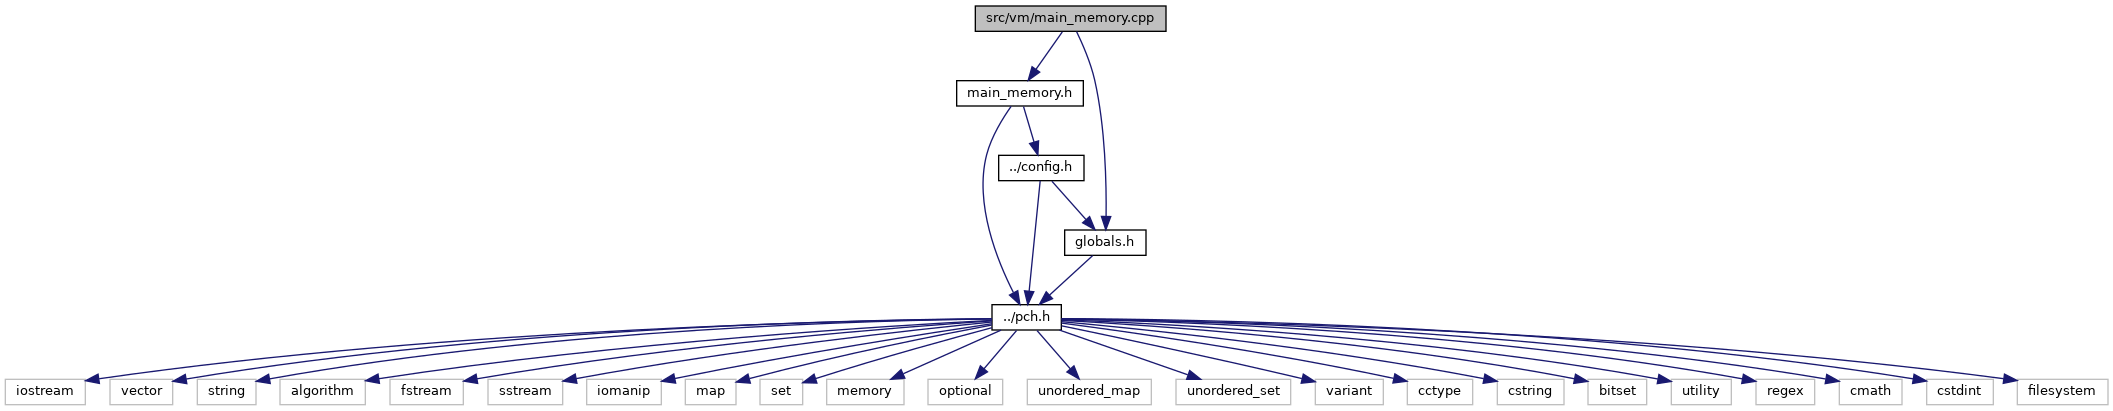 src/vm/main_memory.cpp
main_memory.h
../config.h
globals.h
../pch.h
iostream
vector
string
algorithm
fstream
sstream
iomanip
map
set
memory
optional
unordered_map
unordered_set
variant
cctype
cstring
bitset
utility
regex
cmath
cstdint
filesystem